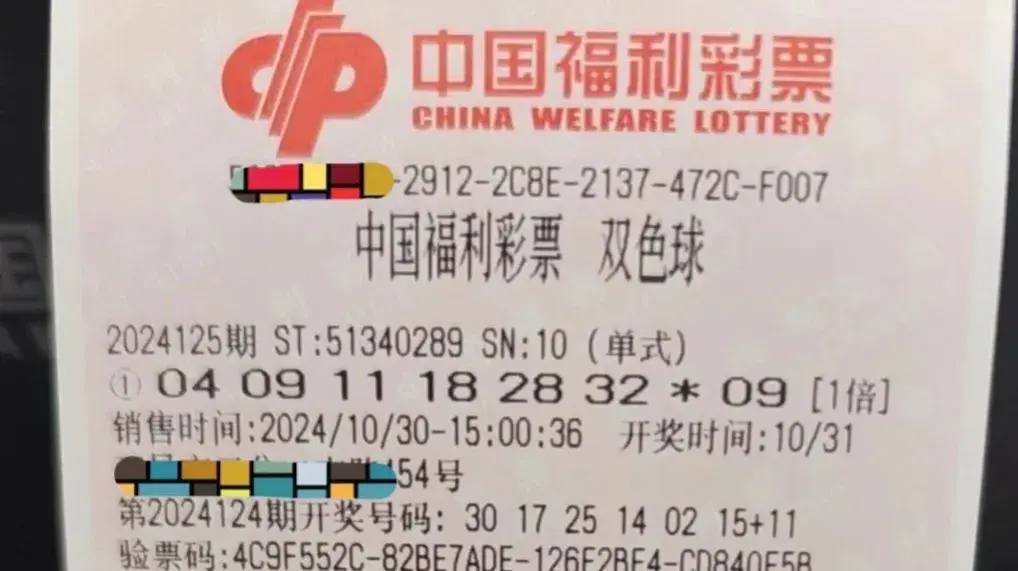 中国福利彩票
CHINA WELFARE LOTTERY
-2912-2C8E-2137-472C-F007
中国福利彩票 双色球
2024125期 ST:51340289 SN:10 (单式)
① 04 09 11 18 28 32 * 09 [1倍]
销售时间:2024/10/30-15:00:36 开奖时间:10/31
54号
第2024124期开奖号码: 30 17 25 14 02 15+11
验票码:4C9F552C-82BE7ADE-126F2BF4-CD840F5B